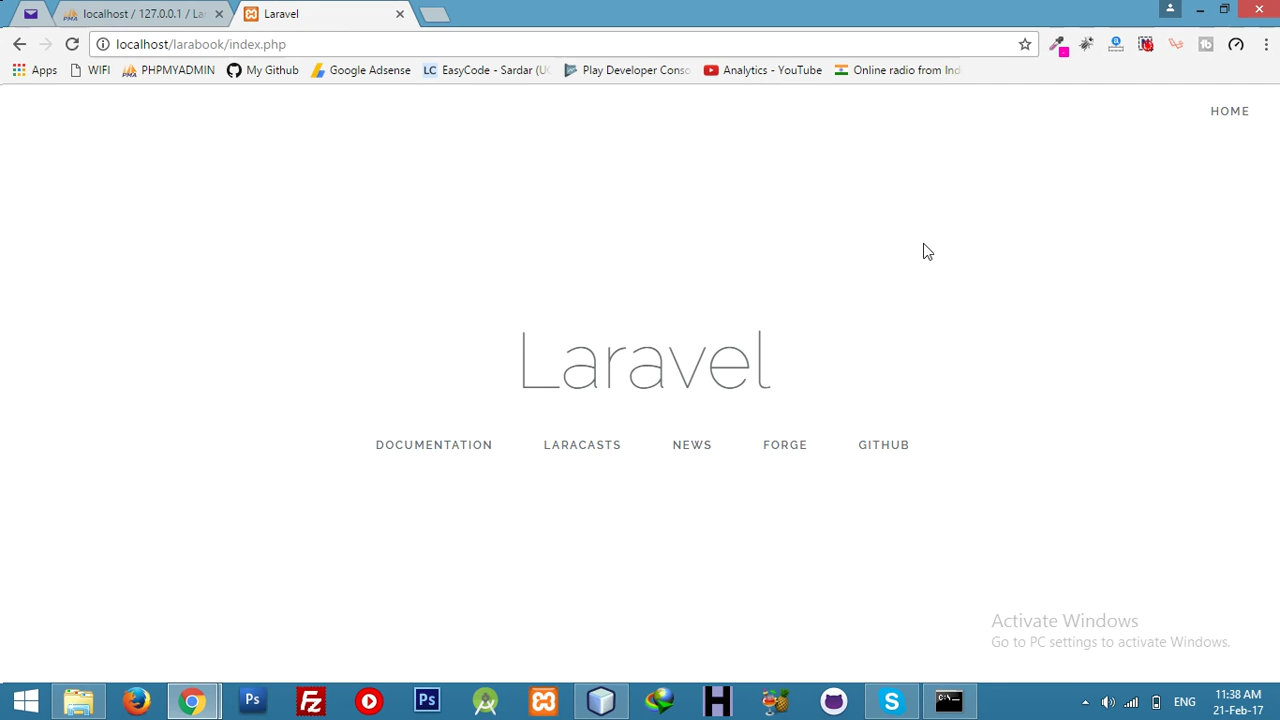 localhost / 127.0.0.1 / La
Laravel
localhost/larabook/index.php
Apps
WIFI
PHPMYADMIN
My Github
Google Adsense
EasyCode - Sardar (U
Play Developer Conso
Analytics - YouTube
Online radio from Ind
HOME
Laravel
DOCUMENTATION
LARACASTS
NEWS
FORGE
GITHUB
Activate Windows
Go to PC settings to activate Windows.
ENG
11:38 AM
21-Feb-17